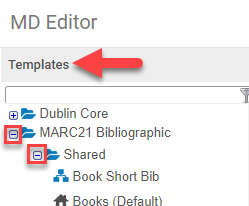 MD Editor
Templates
Dublin Core
MARC21 Bibliographic
Shared
Book Short Bib
Books (Default)